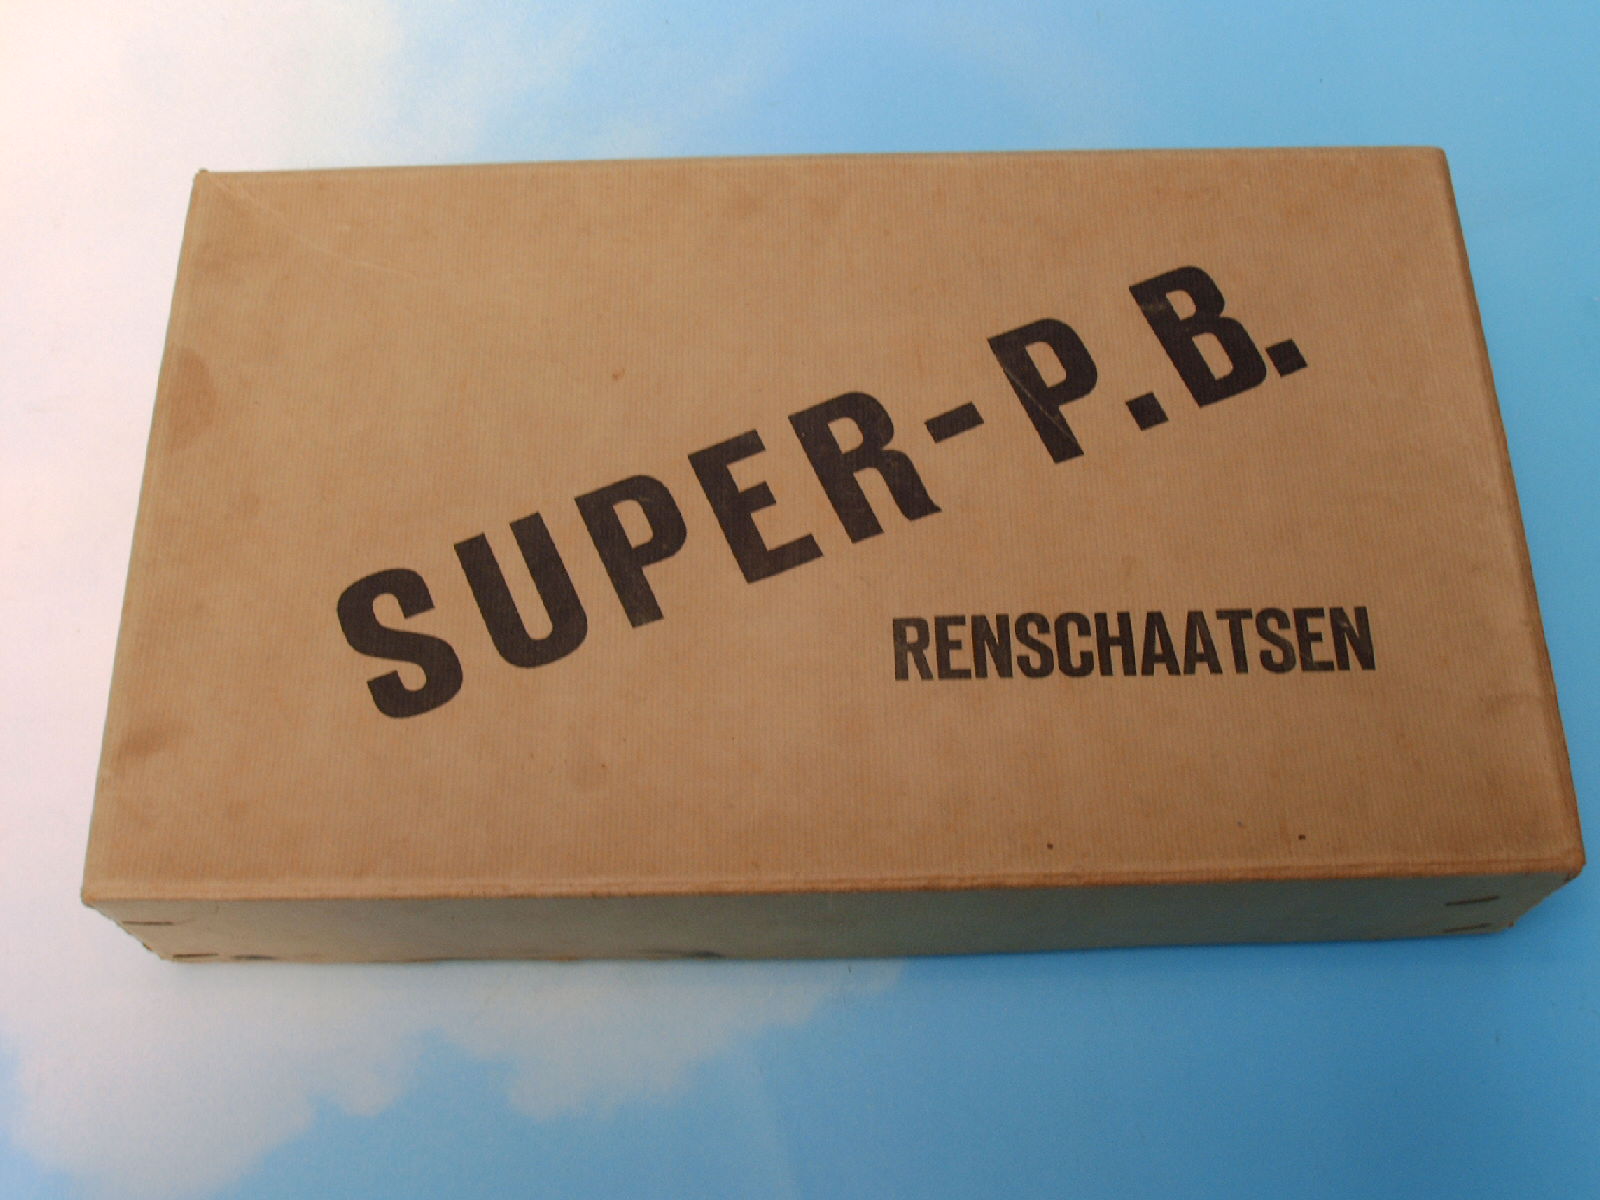 SUPER-P.B.
RENSCHAATSEN